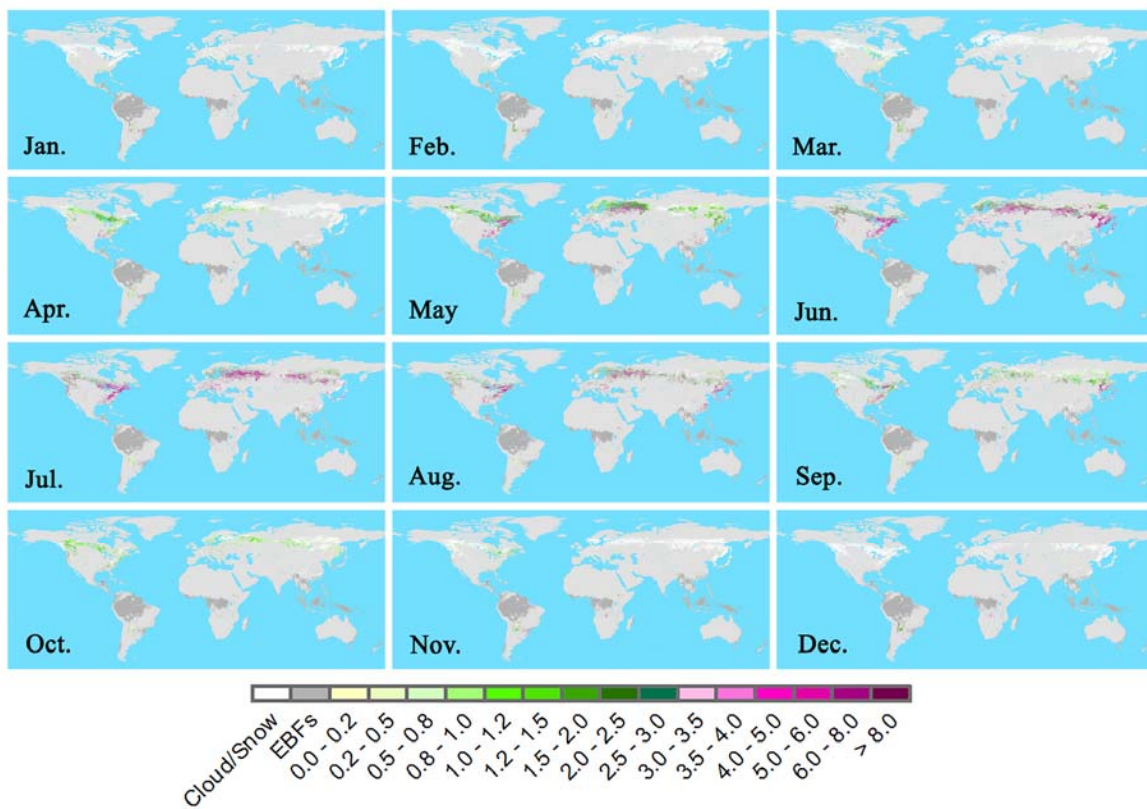 Jan.
Feb.
Mar.
Apr.
May
Jun.
Jul.
Aug.
Sep.
Oct.
Nov.
Dec.
Cloud/Snow
EBFs
0.0 - 0.2
0.2 - 0.5
0.5 - 0.8
0.8 - 1.0
1.0 - 1.2
1.2 - 1.5
1.5 - 2.0
2.0 - 2.5
2.5 - 3.0
3.0 - 3.5
3.5 - 4.0
4.0 - 5.0
5.0 - 6.0
6.0 - 8.0
> 8.0